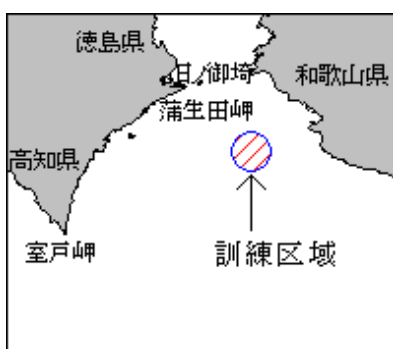 徳島県
日ノ御埼
和歌山県
蒲生田岬
高知県
室戸岬
訓練区域